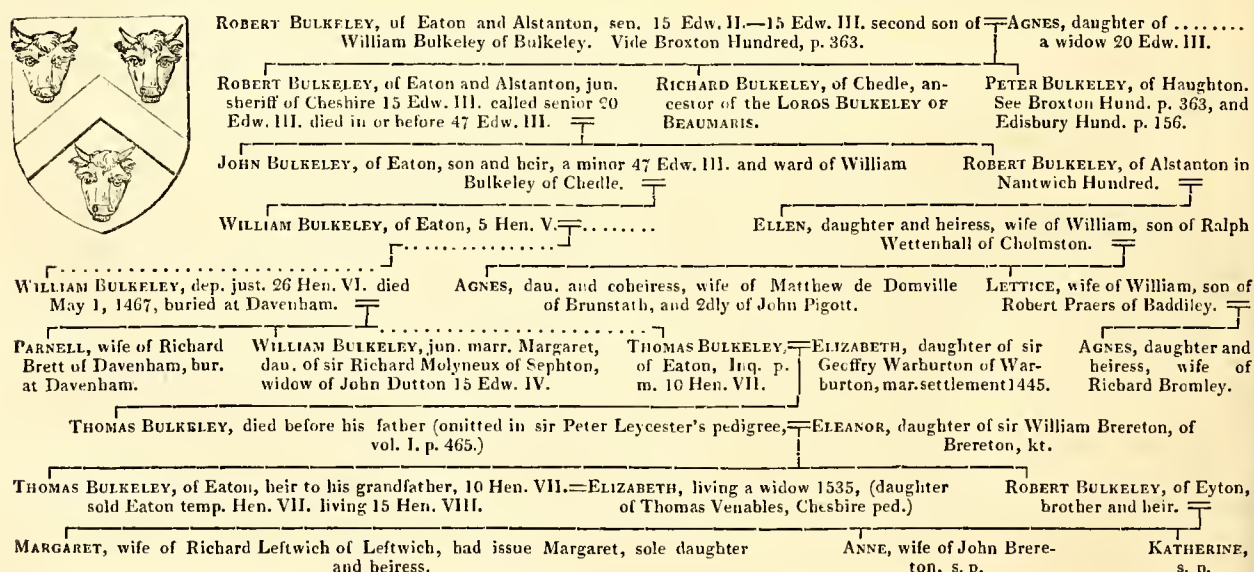 ROBERT BULKELEY, of Eaton and Alstanton, sen. 15 Edw. II.—15 Edw. III. second son of
William Bulkeley of Bulkeley. Vide Broxton Hundred, p. 363.
AGNES, daughter of ........
a widow 20 Edw. III.
ROBERT BULKELEY, of Eaton and Alstanton, jun.
sheriff of Cheshire 15 Edw. III. called senior 20
Edw. III. died in or before 47 Edw. III.
RICHARD BULKELEY, of Chedle, an-
cestor of the LORDS BULKELEY OF
BEAUMARIS.
PETER BULKELEY, of Haughton.
See Broxton Hund. p. 363, and
Edisbury Hund. p. 156.
JOHN BULKELEY, of Eaton, son and heir, a minor 47 Edw. III. and ward of William
Bulkeley of Chedle.
ROBERT BULKELEY, of Alstanton in
Nantwich Hundred.
WILLIAM BULKELEY, of Eaton, 5 Hen. V. ........
ELLEN, daughter and heiress, wife of William, son of Ralph
Wettenhall of Cholmston.
WILLIAM BULKELEY, dep. just. 26 Hen. VI. died
May 1, 1467, buried at Davenham.
AGNES, dau. and coheiress, wife of Matthew de Domville
of Brunstath, and 2dly of John Pigott.
LETTICE, wife of William, son of
Robert Praers of Baddiley.
PARNELL, wife of Richard
Brett of Davenham, bur.
at Davenham.
WILLIAM BULKELEY, jun. marr. Margaret,
dau. of sir Richard Molyneux of Sephton,
widow of John Dutton 15 Edw. IV.
THOMAS BULKELEY,
of Eaton, Inq. p.
m. 10 Hen. VII.
ELIZABETH, daughter of sir
Geoffry Warburton of War-
burton, mar. settlement 1445.
AGNES, daughter and
heiress, wife of
Richard Bromley.
THOMAS BULKELEY, died before his father (omitted in sir Peter Leycester's pedigree,
vol. I. p. 465.)
ELEANOR, daughter of sir William Brereton, of
Brereton, kt.
THOMAS BULKELEY, of Eaton, heir to his grandfather, 10 Hen. VII.
sold Eaton temp. Hen. VII. living 15 Hen. VIII.
ELIZABETH, living a widow 1535, (daughter
of Thomas Venables, Cheshire ped.)
ROBERT BULKELEY, of Eyton,
brother and heir.
MARGARET, wife of Richard Leftwich of Leftwich, had issue Margaret, sole daughter
and heiress.
ANNE, wife of John Brere-
ton, s. p.
KATHERINE,
s. p.